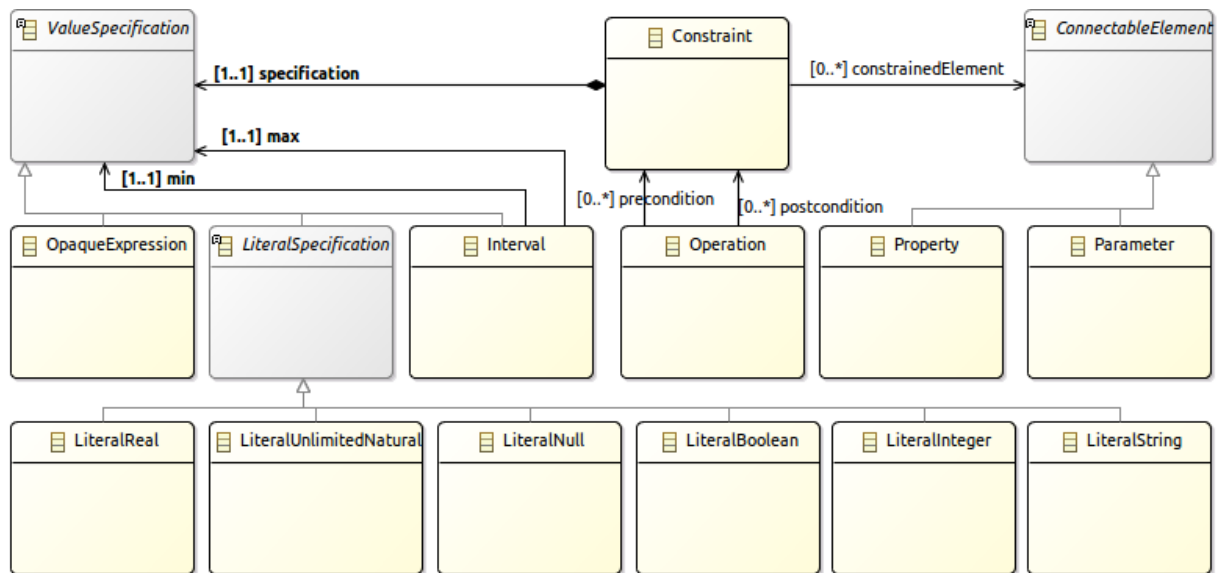 ValueSpecification
Constraint
ConnectableElement
[1..1] specification
[0..*] constrainedElement
[1..1] max
[1..1] min
[0..*] precondition
[0..*] postcondition
OpaqueExpression
LiteralSpecification
Interval
Operation
Property
Parameter
LiteralReal
LiteralUnlimitedNatural
LiteralNull
LiteralBoolean
LiteralInteger
LiteralString